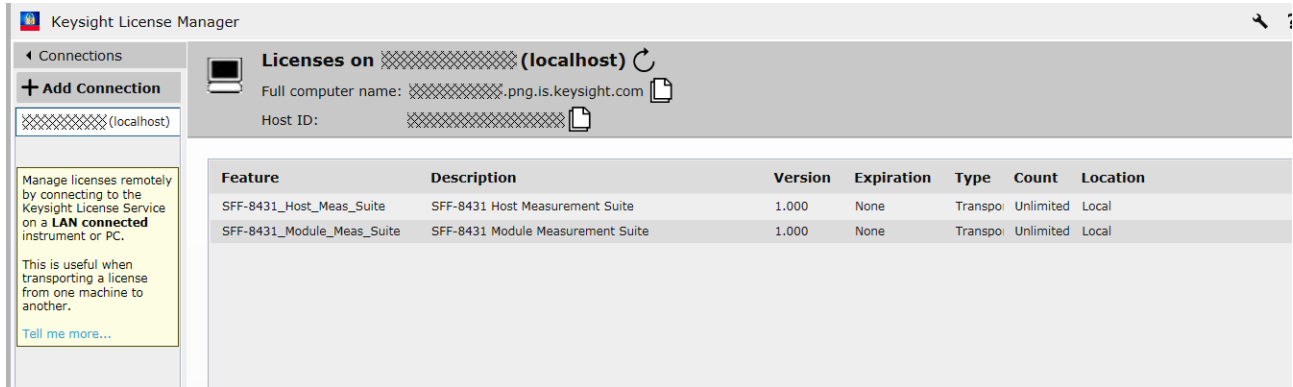 Keysight License Manager
?
Connections
+ Add Connection
(localhost)
Manage licenses remotely
by connecting to the
Keysight License Service
on a LAN connected
instrument or PC.
This is useful when
transporting a license
from one machine to
another.
Tell me more...
Licenses on (localhost)
Full computer name: .png.is.keysight.com
Host ID:
Feature Description Version Expiration Type Count Location
SFF-8431_Host_Meas_Suite SFF-8431 Host Measurement Suite 1.000 None Transpo Unlimited Local
SFF-8431_Module_Meas_Suite SFF-8431 Module Measurement Suite 1.000 None Transpo Unlimited Local